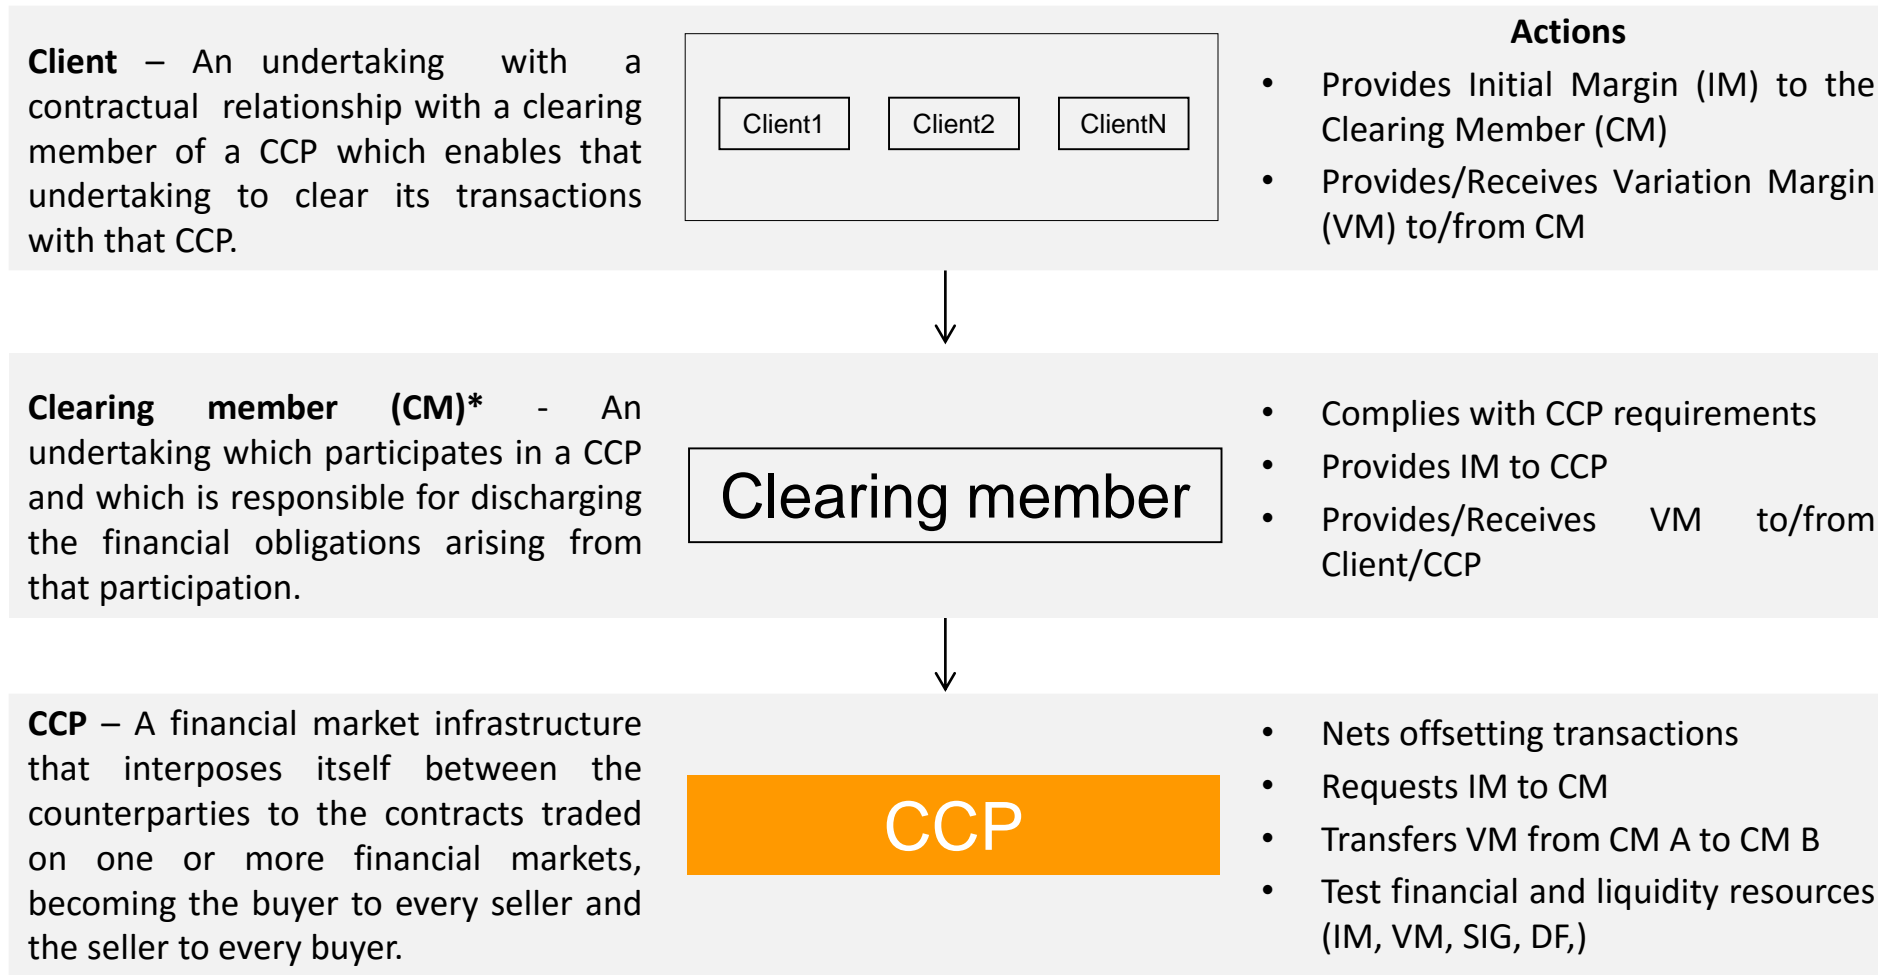 Client – An undertaking with a
contractual relationship with a clearing
member of a CCP which enables that
undertaking to clear its transactions
with that CCP.
Client1
Client2
ClientN
Actions
• Provides Initial Margin (IM) to the
Clearing Member (CM)
• Provides/Receives Variation Margin
(VM) to/from CM
Clearing member (CM)* - An
undertaking which participates in a CCP
and which is responsible for discharging
the financial obligations arising from
that participation.
Clearing member
• Complies with CCP requirements
• Provides IM to CCP
• Provides/Receives VM to/from
Client/CCP
CCP – A financial market infrastructure
that interposes itself between the
counterparties to the contracts traded
on one or more financial markets,
becoming the buyer to every seller and
the seller to every buyer.
CCP
• Nets offsetting transactions
• Requests IM to CM
• Transfers VM from CM A to CM B
• Test financial and liquidity resources
(IM, VM, SIG, DF,)